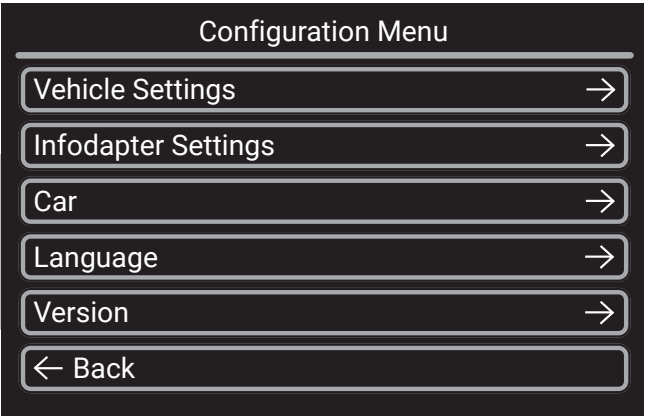 Configuration Menu
Vehicle Settings
Infodapter Settings
Car
Language
Version
Back